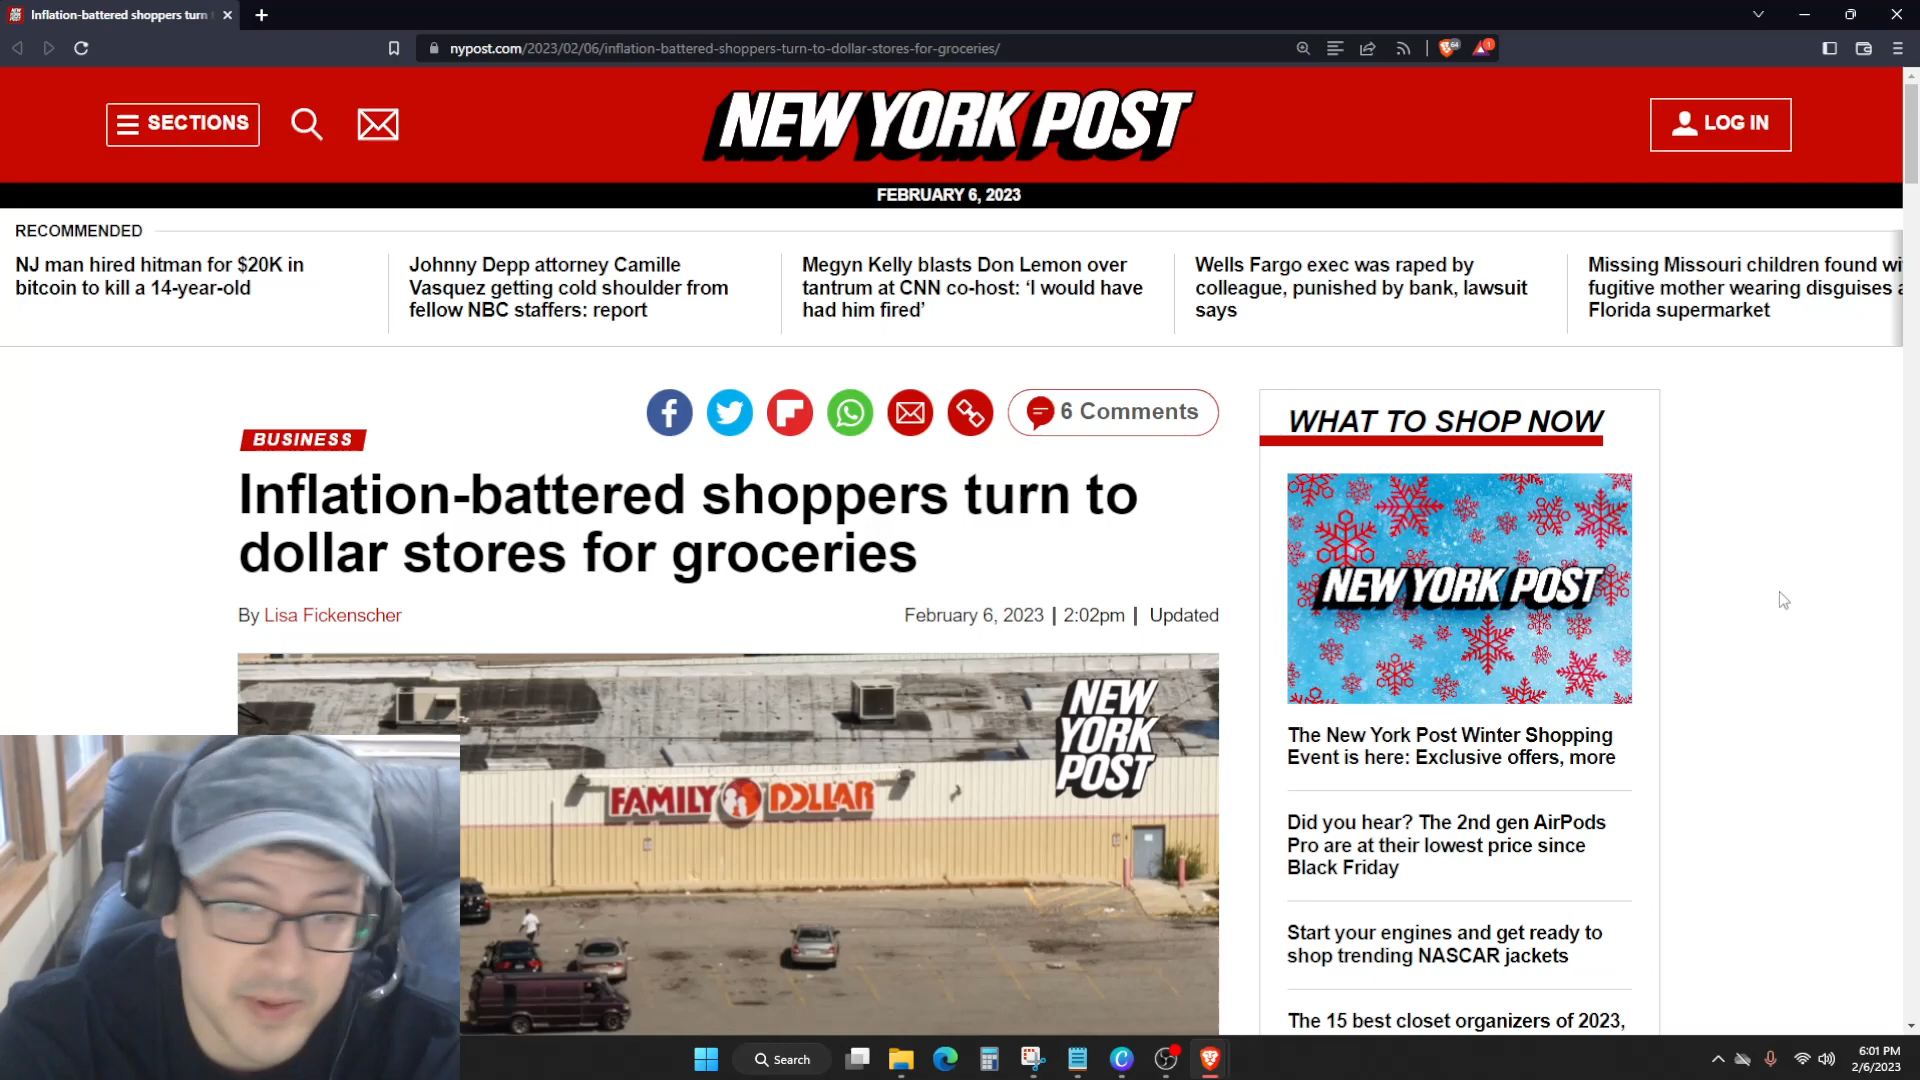 Inflation-battered shoppers turn
nypost.com/2023/02/06/inflation-battered-shoppers-turn-to-dollar-stores-for-groceries/
64
1
SECTIONS
NEW YORK POST
LOG IN
FEBRUARY 6, 2023
RECOMMENDED
NJ man hired hitman for $20K in
bitcoin to kill a 14-year-old
Johnny Depp attorney Camille
Vasquez getting cold shoulder from
fellow NBC staffers: report
Megyn Kelly blasts Don Lemon over
tantrum at CNN co-host: ‘I would have
had him fired’
Wells Fargo exec was raped by
colleague, punished by bank, lawsuit
says
Missing Missouri children found wi
fugitive mother wearing disguises a
Florida supermarket
6 Comments
BUSINESS
Inflation-battered shoppers turn to
dollar stores for groceries
By Lisa Fickenscher
February 6, 2023 | 2:02pm | Updated
NEW
YORK
POST
FAMILY DOLLAR
WHAT TO SHOP NOW
NEW YORK POST
The New York Post Winter Shopping
Event is here: Exclusive offers, more
Did you hear? The 2nd gen AirPods
Pro are at their lowest price since
Black Friday
Start your engines and get ready to
shop trending NASCAR jackets
The 15 best closet organizers of 2023,
Search
6:01 PM
2/6/2023